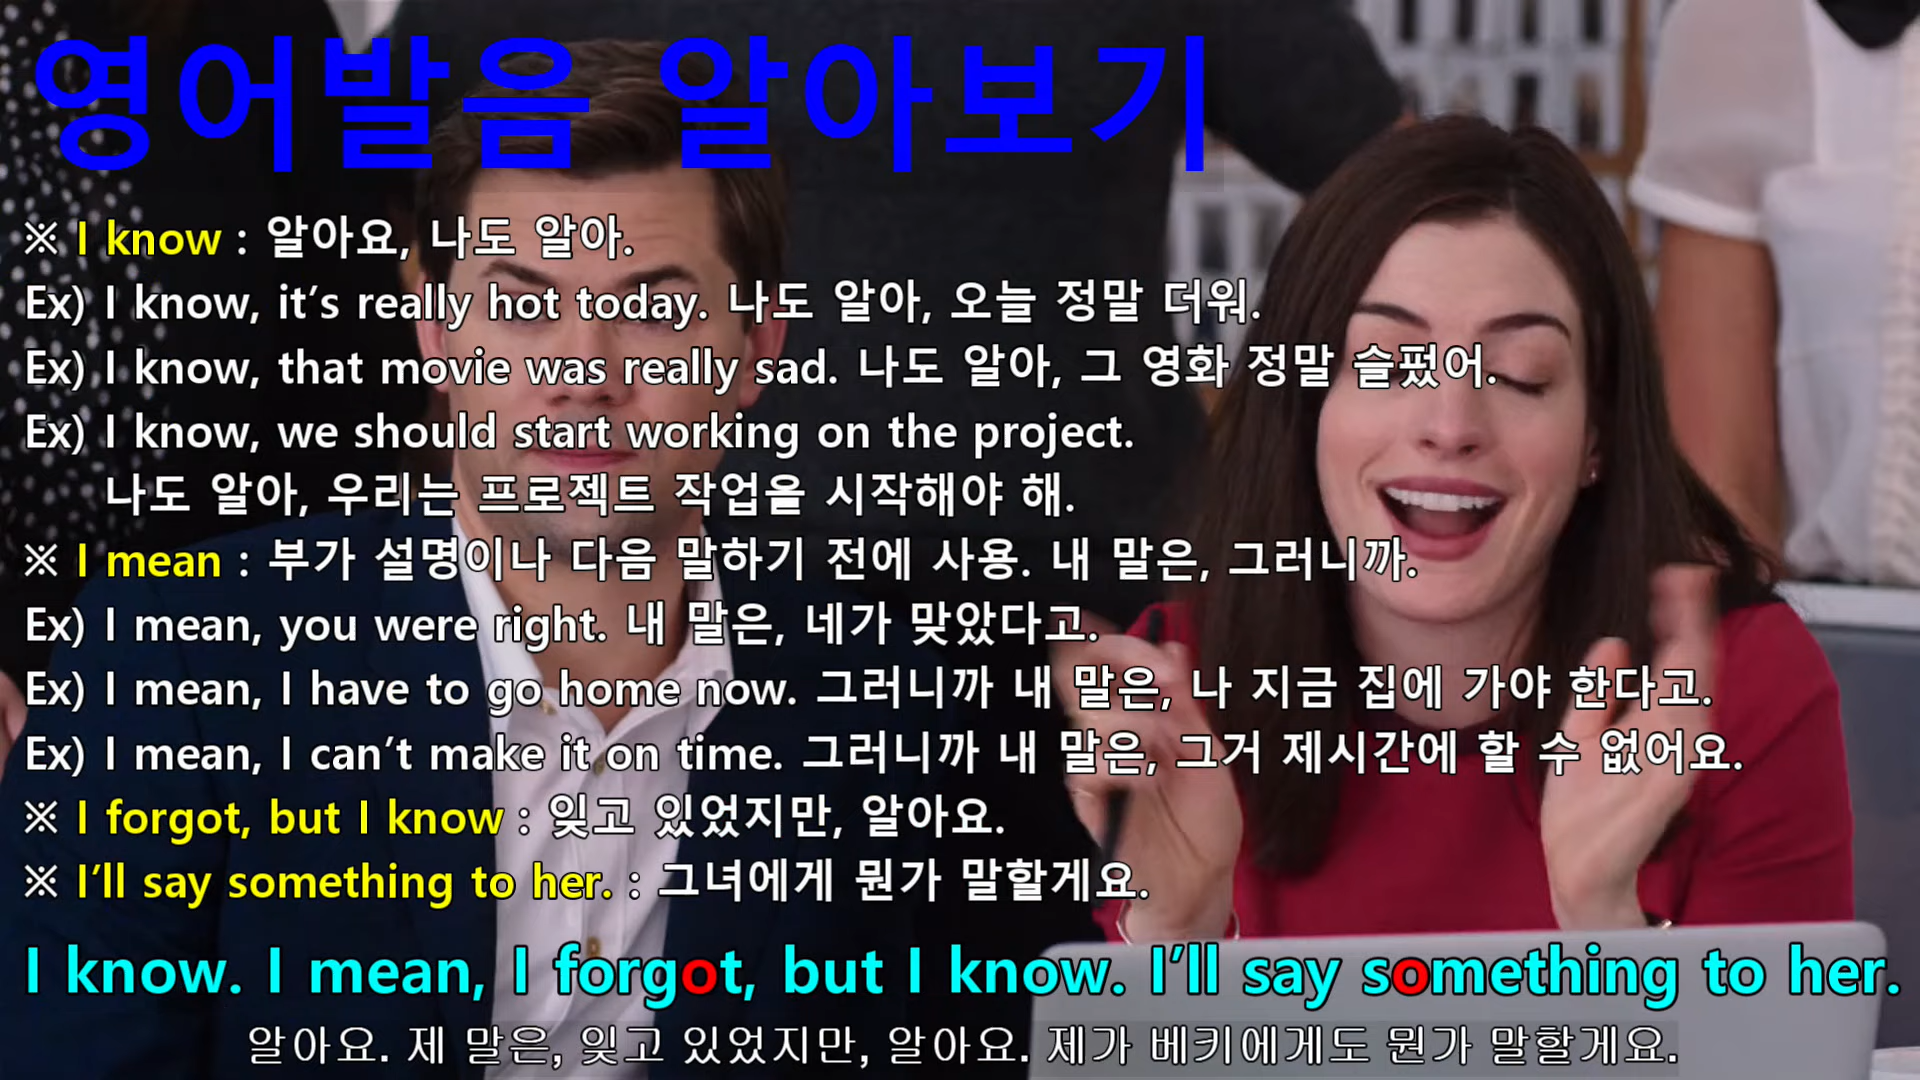 영어발음 알아보기
※ I know : 알아요, 나도 알아.
Ex) I know, it’s really hot today. 나도 알아, 오늘 정말 더워.
Ex) I know, that movie was really sad. 나도 알아, 그 영화 정말 슬펐어.
Ex) I know, we should start working on the project.
나도 알아, 우리는 프로젝트 작업을 시작해야 해.
※ I mean : 부가 설명이나 다음 말하기 전에 사용. 내 말은, 그러니까.
Ex) I mean, you were right. 내 말은, 네가 맞았다고.
Ex) I mean, I have to go home now. 그러니까 내 말은, 나 지금 집에 가야 한다고.
Ex) I mean, I can’t make it on time. 그러니까 내 말은, 그거 제시간에 할 수 없어요.
※ I forgot, but I know : 잊고 있었지만, 알아요.
※ I’ll say something to her. : 그녀에게 뭔가 말할게요.
I know. I mean, I forgot, but I know. I’ll say something to her.
알아요. 제 말은, 잊고 있었지만, 알아요. 제가 베키에게도 뭔가 말할게요.